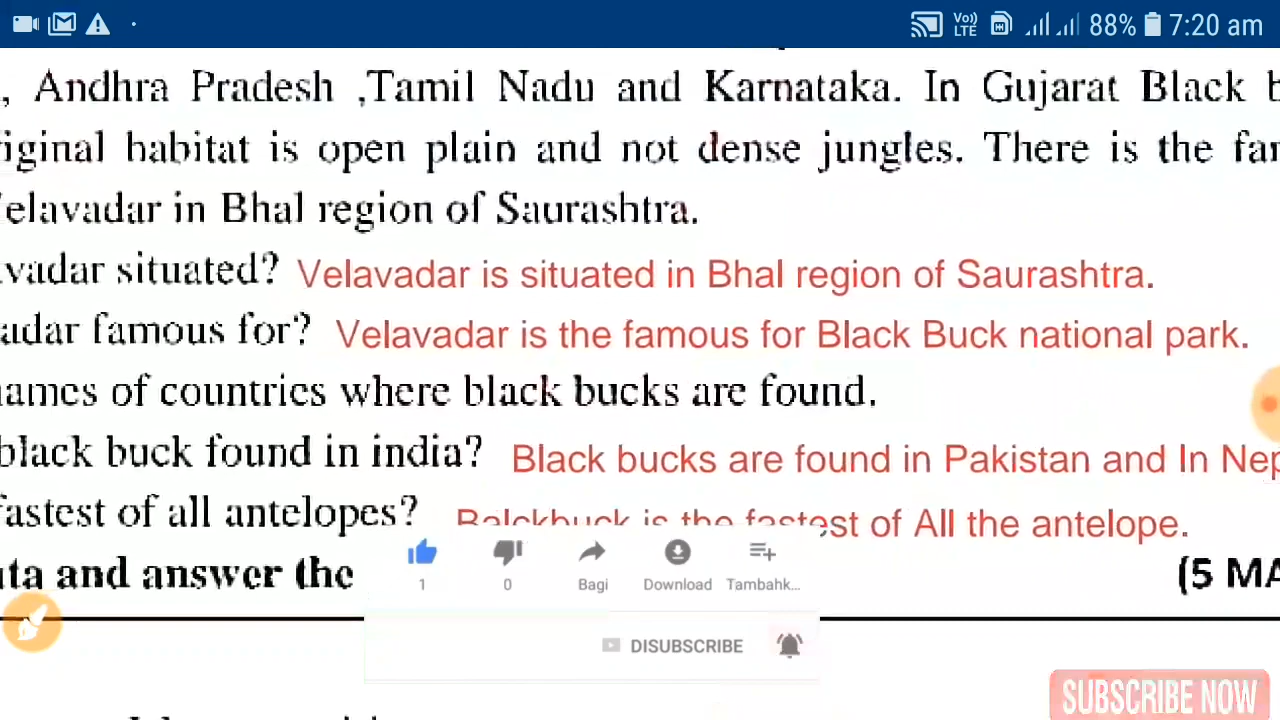 Vo)) LTE 88% 7:20 am
, Andhra Pradesh ,Tamil Nadu and Karnataka. In Gujarat Black b
iginal habitat is open plain and not dense jungles. There is the fa
elavadar in Bhal region of Saurashtra.
vadar situated? Velavadar is situated in Bhal region of Saurashtra.
adar famous for? Velavadar is the famous for Black Buck national park.
ames of countries where black bucks are found.
black buck found in india? Black bucks are found in Pakistan and In Nep
fastest of all antelopes? Balckbuck is the fastest of All the antelope.
ta and answer the (5 MA
1 0 Bagi Download Tambahk...
DISUBSCRIBE
SUBSCRIBE NOW